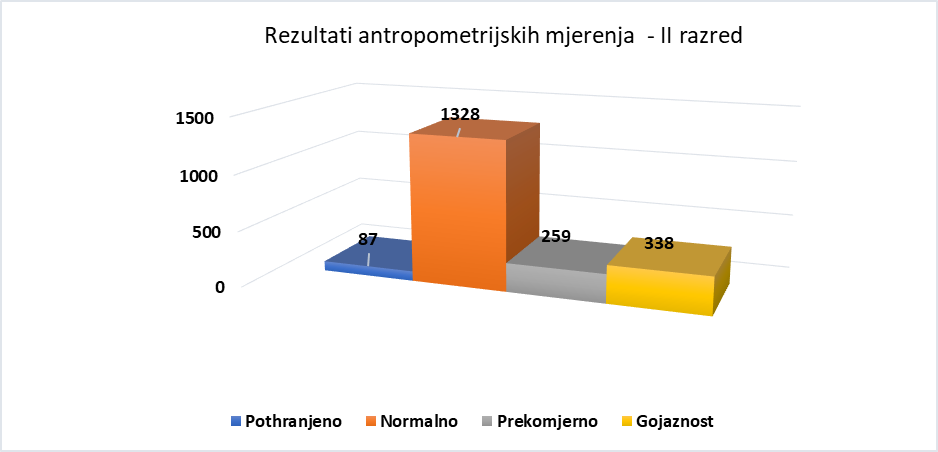 Rezultati antropometrijskih mjerenja - II razred
1500
1000
500
0
87
1328
259
338
Pothranjeno
Normalno
Prekomjerno
Gojaznost